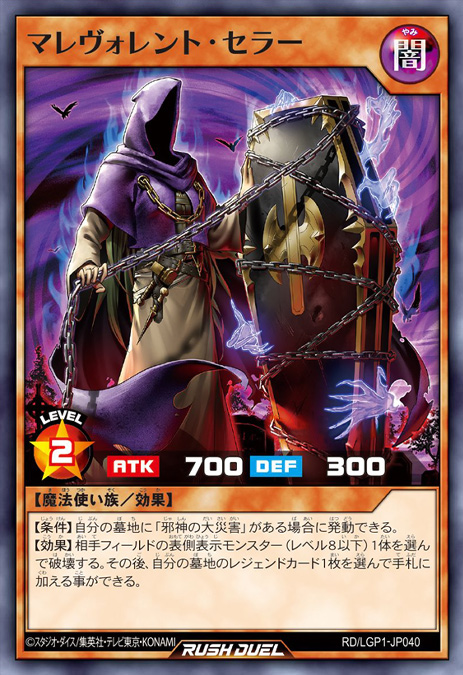 マレヴォレント・セラー
やみ
闇
LEVEL
2
ATK 700 DEF 300
【魔法使い族／効果】
【条件】自分の墓地に「邪神の大災害」がある場合に発動できる。
【効果】相手フィールドの表側表示モンスター（レベル８以下）１体を選ん
で破壊する。その後、自分の墓地のレジェンドカード１枚を選んで手札に
加える事ができる。
©スタジオ・ダイス/集英社・テレビ東京・KONAMI
RUSH DUEL
RD/LGP1-JP040